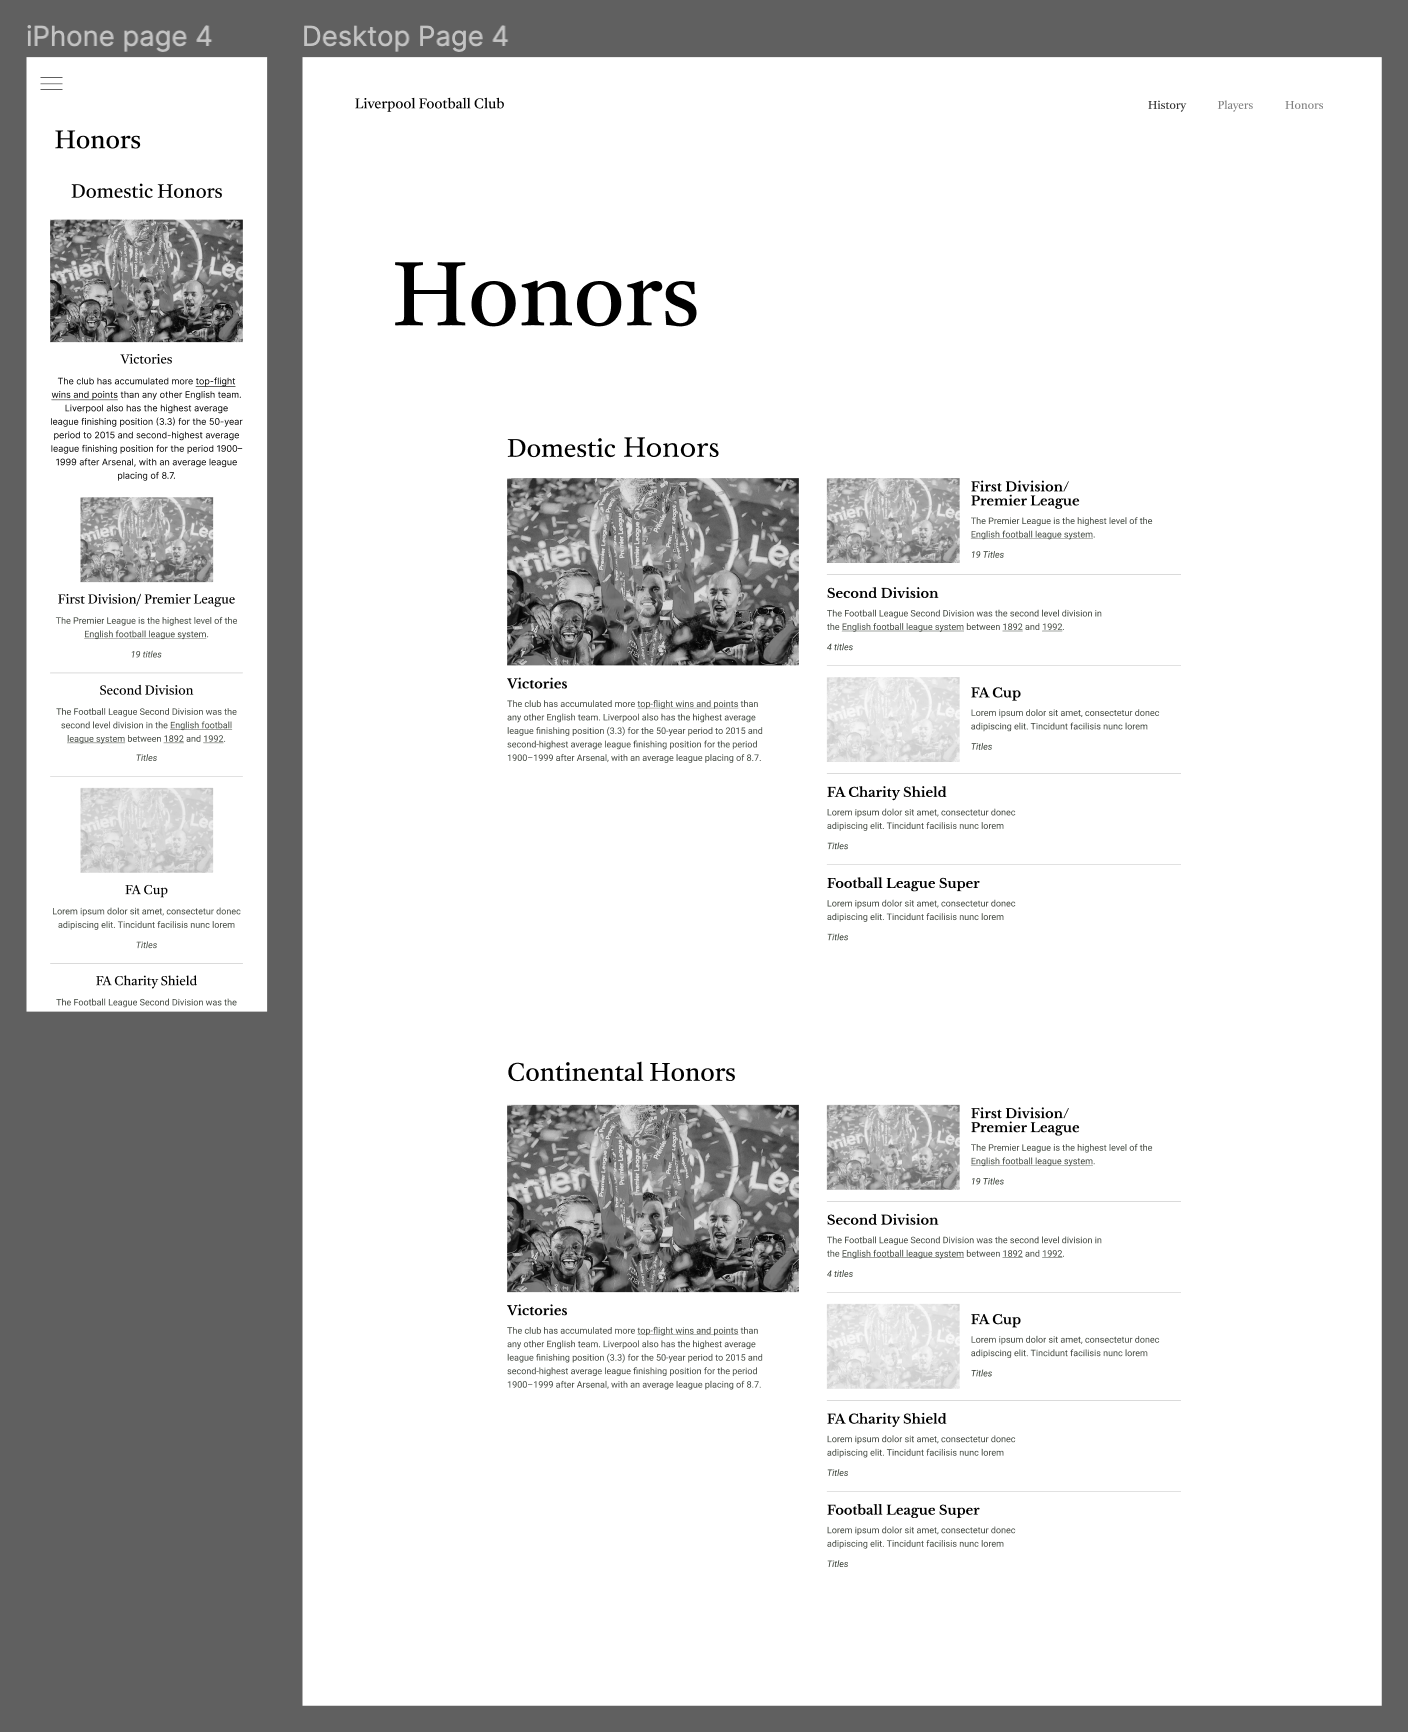 iPhone page 4
Honors
Domestic Honors
mier
Lee
Victories
The club has accumulated more top-flight
wins and points than any other English team.
Liverpool also has the highest average
league finishing position (3.3) for the 50-year
period to 2015 and second-highest average
league finishing position for the period 1900–
1999 after Arsenal, with an average league
placing of 8.7.
First Division/ Premier League
The Premier League is the highest level of the
English football league system.
19 titles
Second Division
The Football League Second Division was the
second level division in the English football
league system between 1892 and 1992.
Titles
FA Cup
Lorem ipsum dolor sit amet, consectetur donec
adipiscing elit. Tincidunt facilisis nunc lorem
Titles
FA Charity Shield
The Football League Second Division was the
Desktop Page 4
Liverpool Football Club
History
Players
Honors
Honors
Domestic Honors
mier
Lee
Victories
The club has accumulated more top-flight wins and points than
any other English team. Liverpool also has the highest average
league finishing position (3.3) for the 50-year period to 2015 and
second-highest average league finishing position for the period
1900–1999 after Arsenal, with an average league placing of 8.7.
First Division/
Premier League
The Premier League is the highest level of the
English football league system.
19 Titles
Second Division
The Football League Second Division was the second level division in
the English football league system between 1892 and 1992.
4 titles
FA Cup
Lorem ipsum dolor sit amet, consectetur donec
adipiscing elit. Tincidunt facilisis nunc lorem
Titles
FA Charity Shield
Lorem ipsum dolor sit amet, consectetur donec
adipiscing elit. Tincidunt facilisis nunc lorem
Titles
Football League Super
Lorem ipsum dolor sit amet, consectetur donec
adipiscing elit. Tincidunt facilisis nunc lorem
Titles
Continental Honors
mier
Lee
Victories
The club has accumulated more top-flight wins and points than
any other English team. Liverpool also has the highest average
league finishing position (3.3) for the 50-year period to 2015 and
second-highest average league finishing position for the period
1900–1999 after Arsenal, with an average league placing of 8.7.
First Division/
Premier League
The Premier League is the highest level of the
English football league system.
19 Titles
Second Division
The Football League Second Division was the second level division in
the English football league system between 1892 and 1992.
4 titles
FA Cup
Lorem ipsum dolor sit amet, consectetur donec
adipiscing elit. Tincidunt facilisis nunc lorem
Titles
FA Charity Shield
Lorem ipsum dolor sit amet, consectetur donec
adipiscing elit. Tincidunt facilisis nunc lorem
Titles
Football League Super
Lorem ipsum dolor sit amet, consectetur donec
adipiscing elit. Tincidunt facilisis nunc lorem
Titles